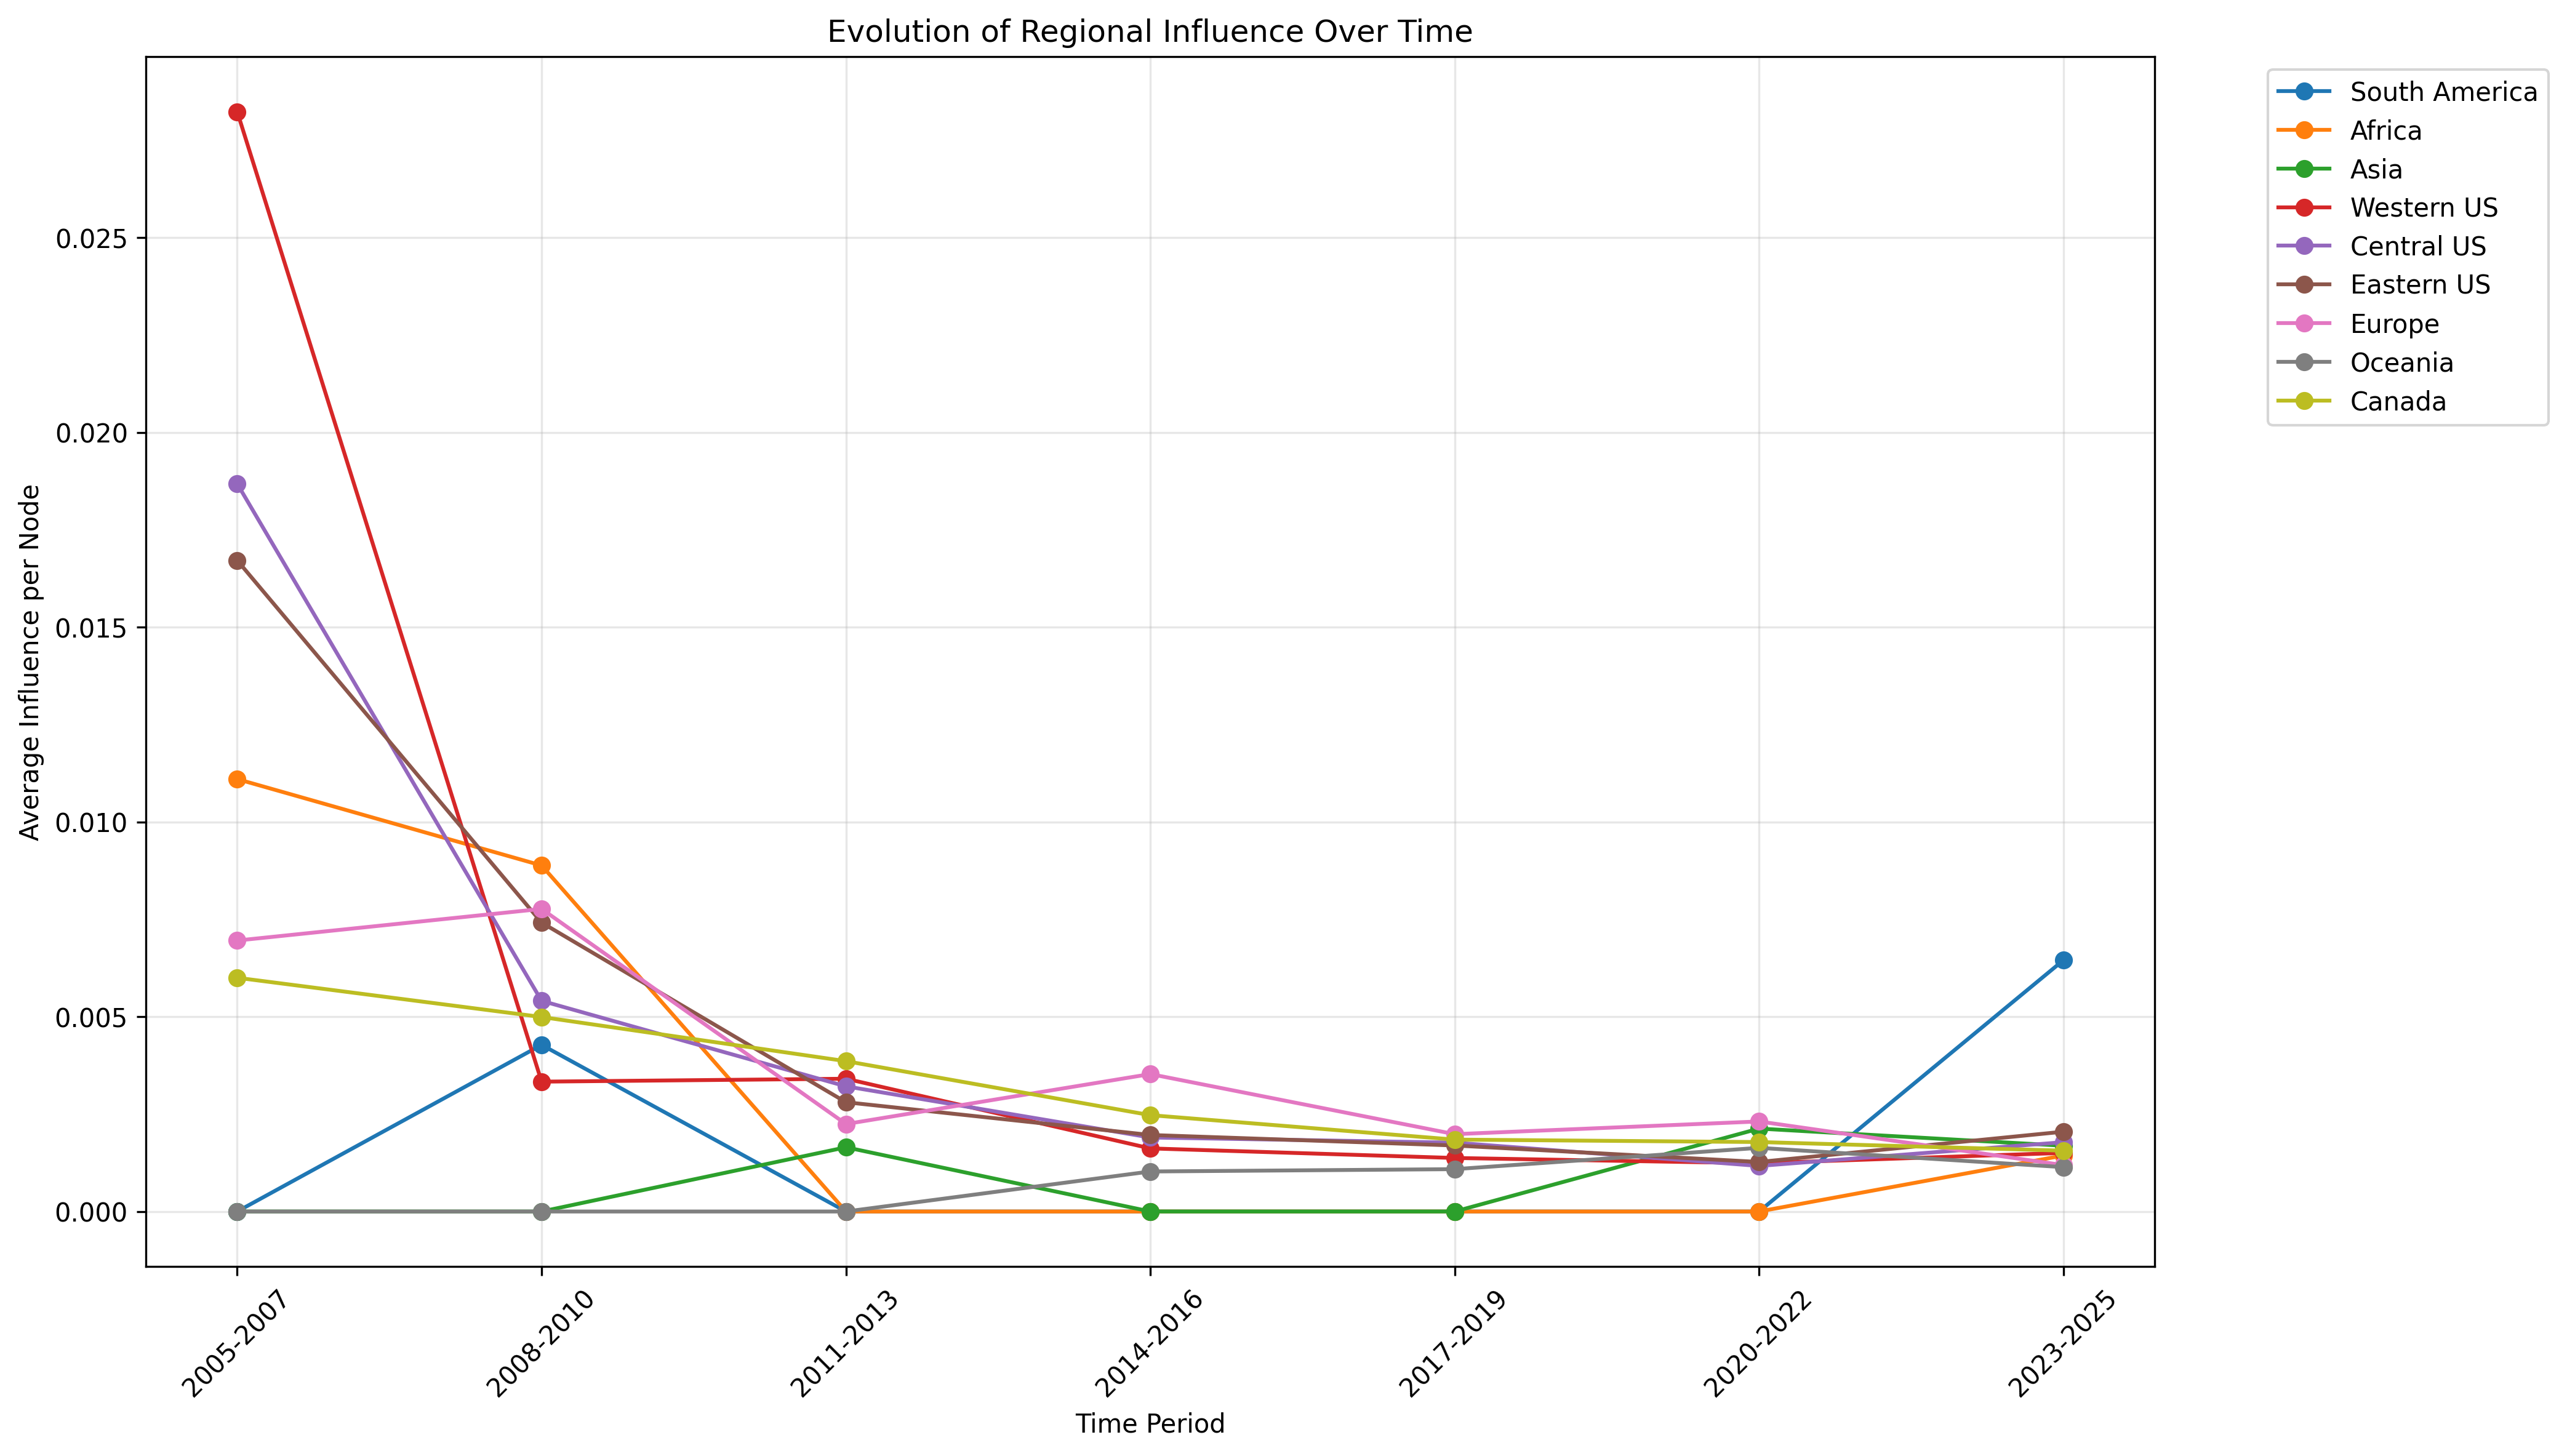 Evolution of Regional Influence Over Time
Average Influence per Node
0.025
0.020
0.015
0.010
0.005
0.000
2005-2007
2008-2010
2011-2013
2014-2016
2017-2019
2020-2022
2023-2025
Time Period
South America
Africa
Asia
Western US
Central US
Eastern US
Europe
Oceania
Canada